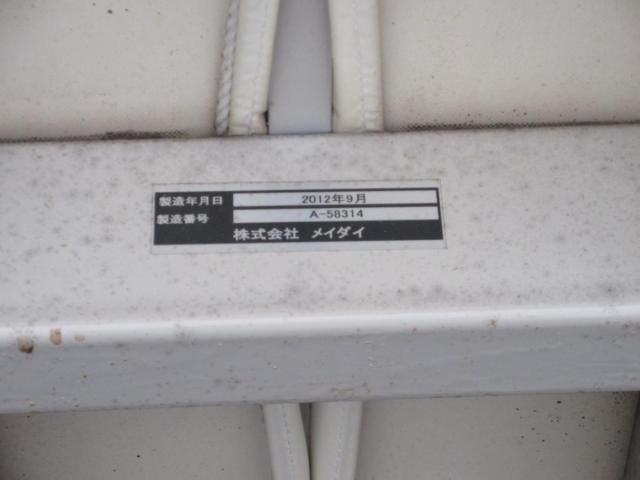 製造年月日 2012年9月
製造番号 A-58314
株式会社 メイダイ